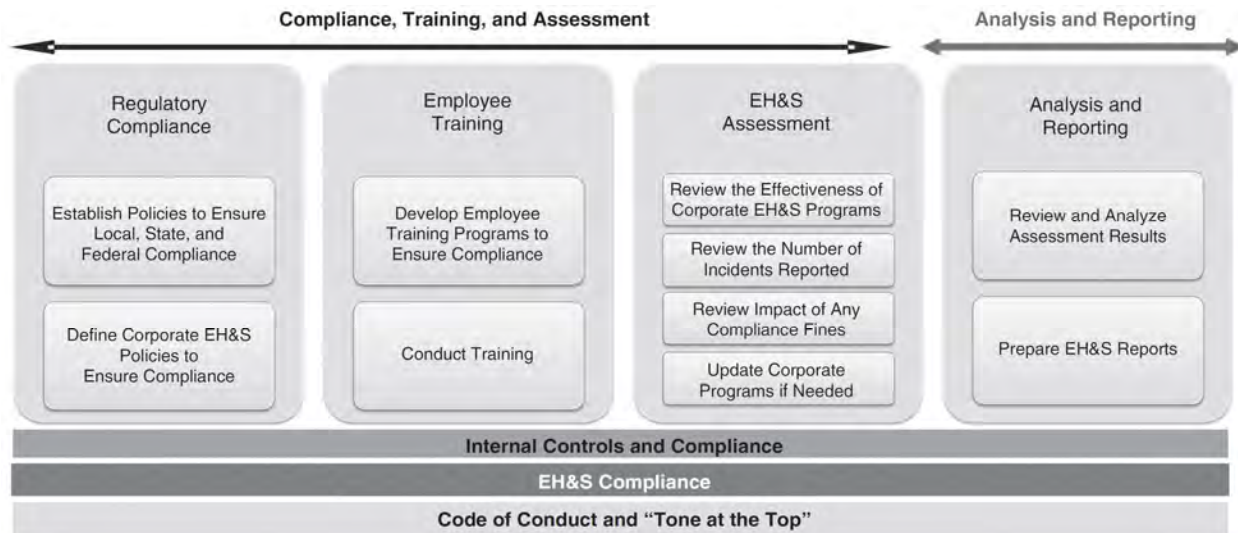 Compliance, Training, and Assessment
Analysis and Reporting
Regulatory
Compliance
Establish Policies to Ensure
Local, State, and
Federal Compliance
Define Corporate EH&S
Policies to
Ensure Compliance
Employee
Training
Develop Employee
Training Programs to
Ensure Compliance
Conduct Training
EH&S
Assessment
Review the Effectiveness of
Corporate EH&S Programs
Review the Number of
Incidents Reported
Review Impact of Any
Compliance Fines
Update Corporate
Programs if Needed
Analysis and
Reporting
Review and Analyze
Assessment Results
Prepare EH&S Reports
Internal Controls and Compliance
EH&S Compliance
Code of Conduct and “Tone at the Top”